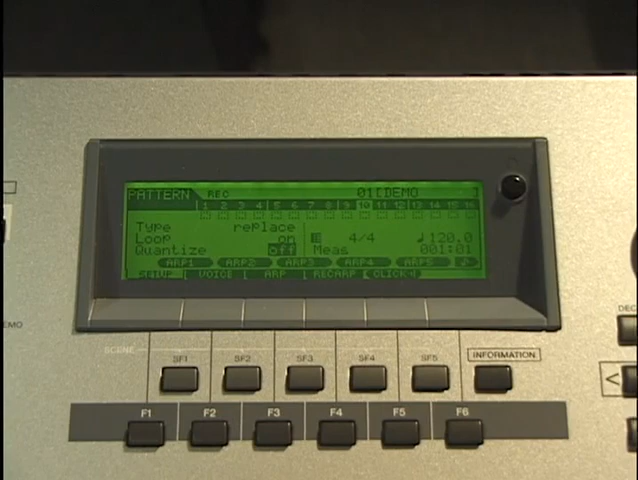 PATTERN REC 01[DEMO ]
1 2 3 4 5 6 7 8 9 10 11 12 13 14 15 16
Type replace
Loop on 4/4 ♩120.0
Quantize off Meas 001:01
ARP1 ARP2 ARP3 ARP4 ARP5
SETUP VOICE ARP RECARP CLICK
EMO
DEC
SCENE SF1 SF2 SF3 SF4 SF5 INFORMATION
<
F1 F2 F3 F4 F5 F6